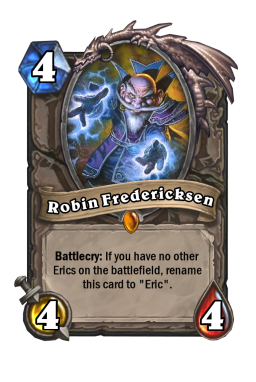 4
Robin Fredericksen
Battlecry: If you have no other
Erics on the battlefield, rename
this card to "Eric".
4
4